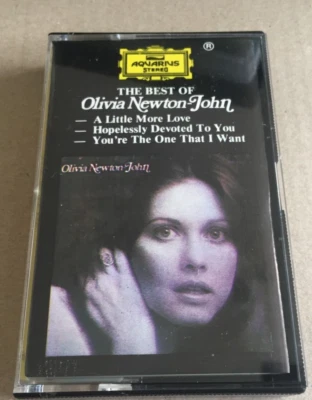 AQUARIUS
STEREO
®
THE BEST OF
Olivia Newton-John
— A Little More Love
— Hopelessly Devoted To You
— You're The One That I Want
Olivia Newton-John